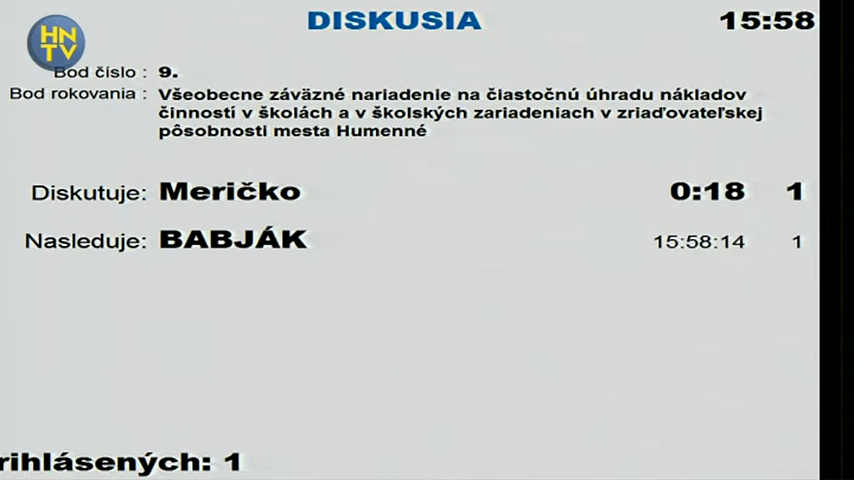 DISKUSIA 15:58
HN
TV
Bod číslo : 9.
Bod rokovania : Všeobecne záväzné nariadenie na čiastočnú úhradu nákladov
činností v školách a v školských zariadeniach v zriaďovateľskej
pôsobnosti mesta Humenné
Diskutuje: Meričko 0:18 1
Nasleduje: BABJÁK 15:58:14 1
rihlásených: 1